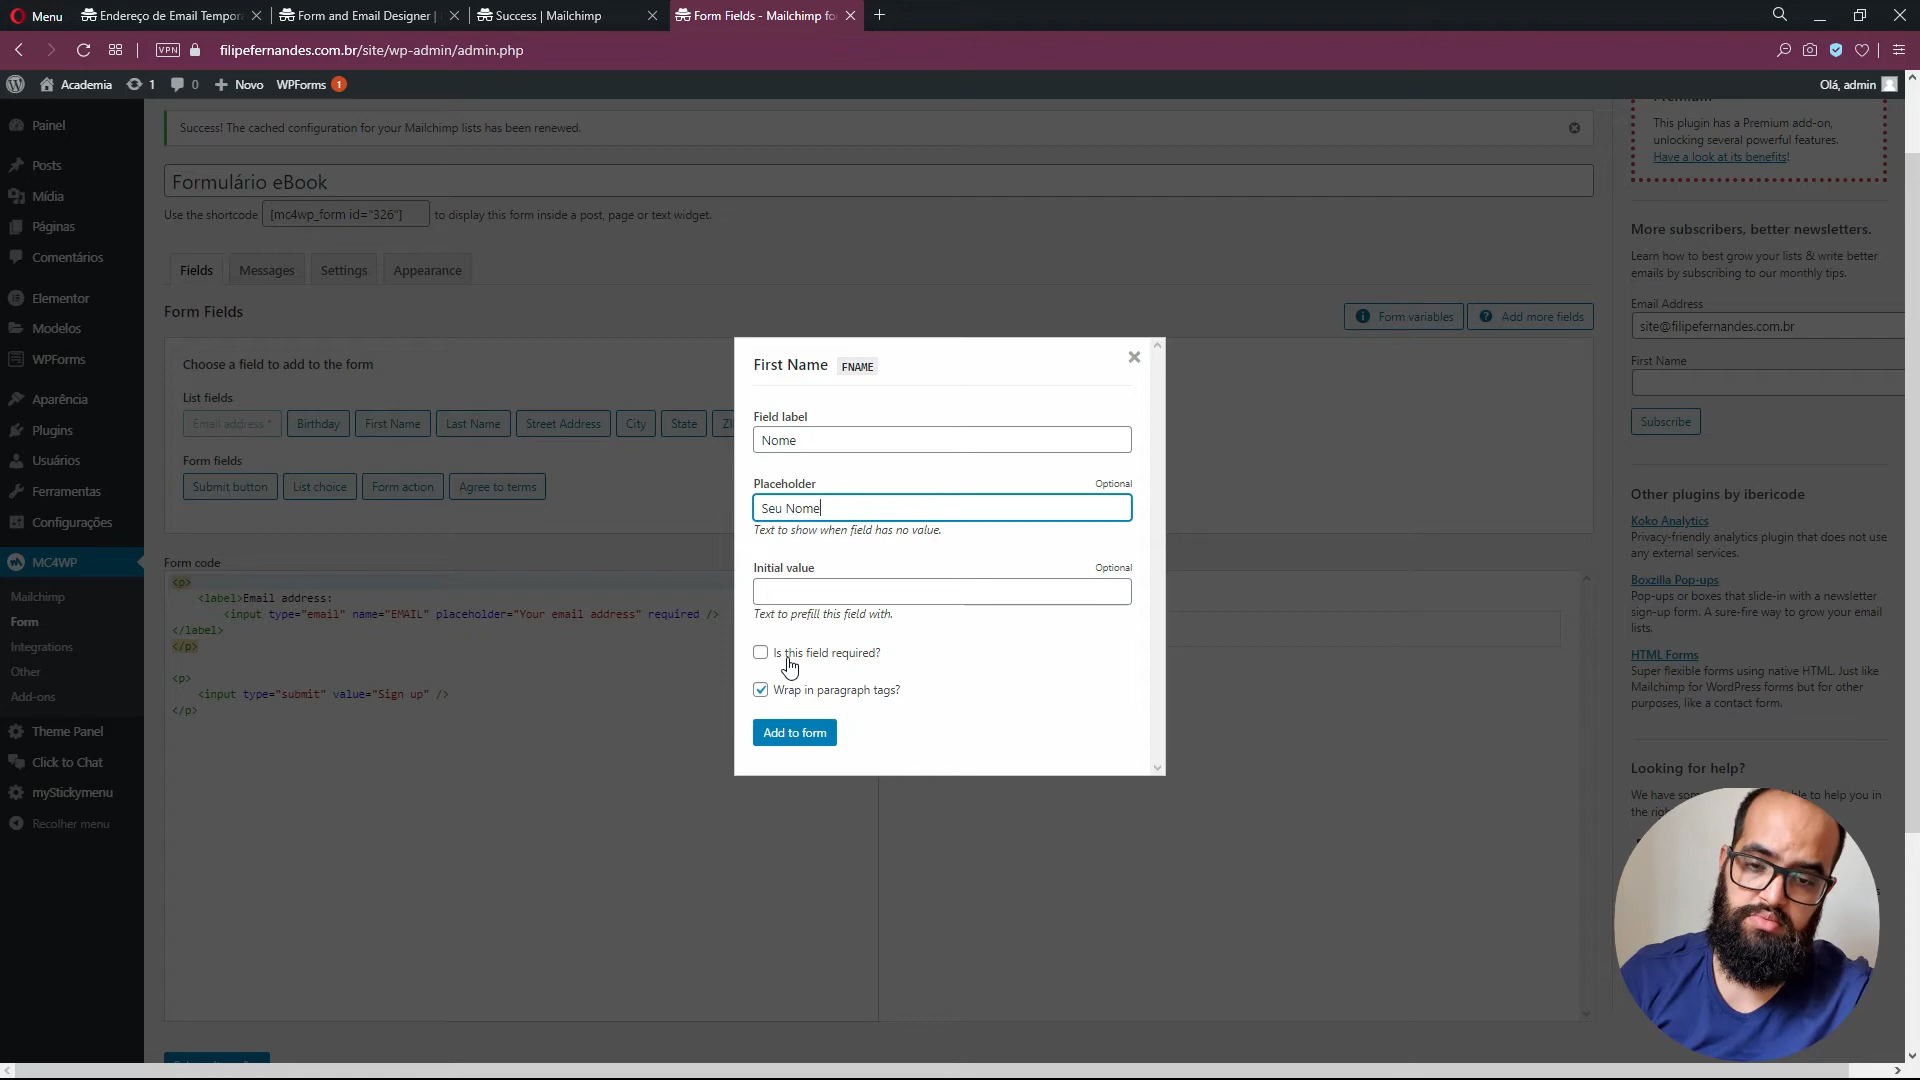 Menu
Endereço de Email Tempor
Form and Email Designer |
Success | Mailchimp
Form Fields - Mailchimp fo
VPN
filipefernandes.com.br/site/wp-admin/admin.php
Academia
1
0
Novo
WPForms 1
Olá, admin
Painel
Posts
Mídia
Páginas
Comentários
Elementor
Modelos
WPForms
Aparência
Plugins
Usuários
Ferramentas
Configurações
MC4WP
Mailchimp
Form
Integrations
Other
Add-ons
Theme Panel
Click to Chat
myStickymenu
Recolher menu
Success! The cached configuration for your Mailchimp lists has been renewed.
Formulário eBook
Use the shortcode [mc4wp_form id="326"] to display this form inside a post, page or text widget.
Fields
Messages
Settings
Appearance
Form Fields
Form variables
Add more fields
Choose a field to add to the form
List fields
Email address *
Birthday
First Name
Last Name
Street Address
City
State
Form fields
Submit button
List choice
Form action
Agree to terms
Form code
<p>
<label>Email address:
<input type="email" name="EMAIL" placeholder="Your email address" required />
</label>
</p>
<p>
<input type="submit" value="Sign up" />
</p>
First Name FNAME
Field label
Nome
Placeholder Optional
Seu Nome
Text to show when field has no value.
Initial value Optional
Text to prefill this field with.
Is this field required?
Wrap in paragraph tags?
Add to form
This plugin has a Premium add-on,
unlocking several powerful features.
Have a look at its benefits!
More subscribers, better newsletters.
Learn how to best grow your lists & write better
emails by subscribing to our monthly tips.
Email Address
site@filipefernandes.com.br
First Name
Subscribe
Other plugins by ibericode
Koko Analytics
Privacy-friendly analytics plugin that does not use
any external services.
Boxzilla Pop-ups
Pop-ups or boxes that slide-in with a newsletter
sign-up form. A sure-fire way to grow your email
lists.
HTML Forms
Super flexible forms using native HTML. Just like
Mailchimp for WordPress forms but for other
purposes, like a contact form.
Looking for help?
We have som to help you in
the